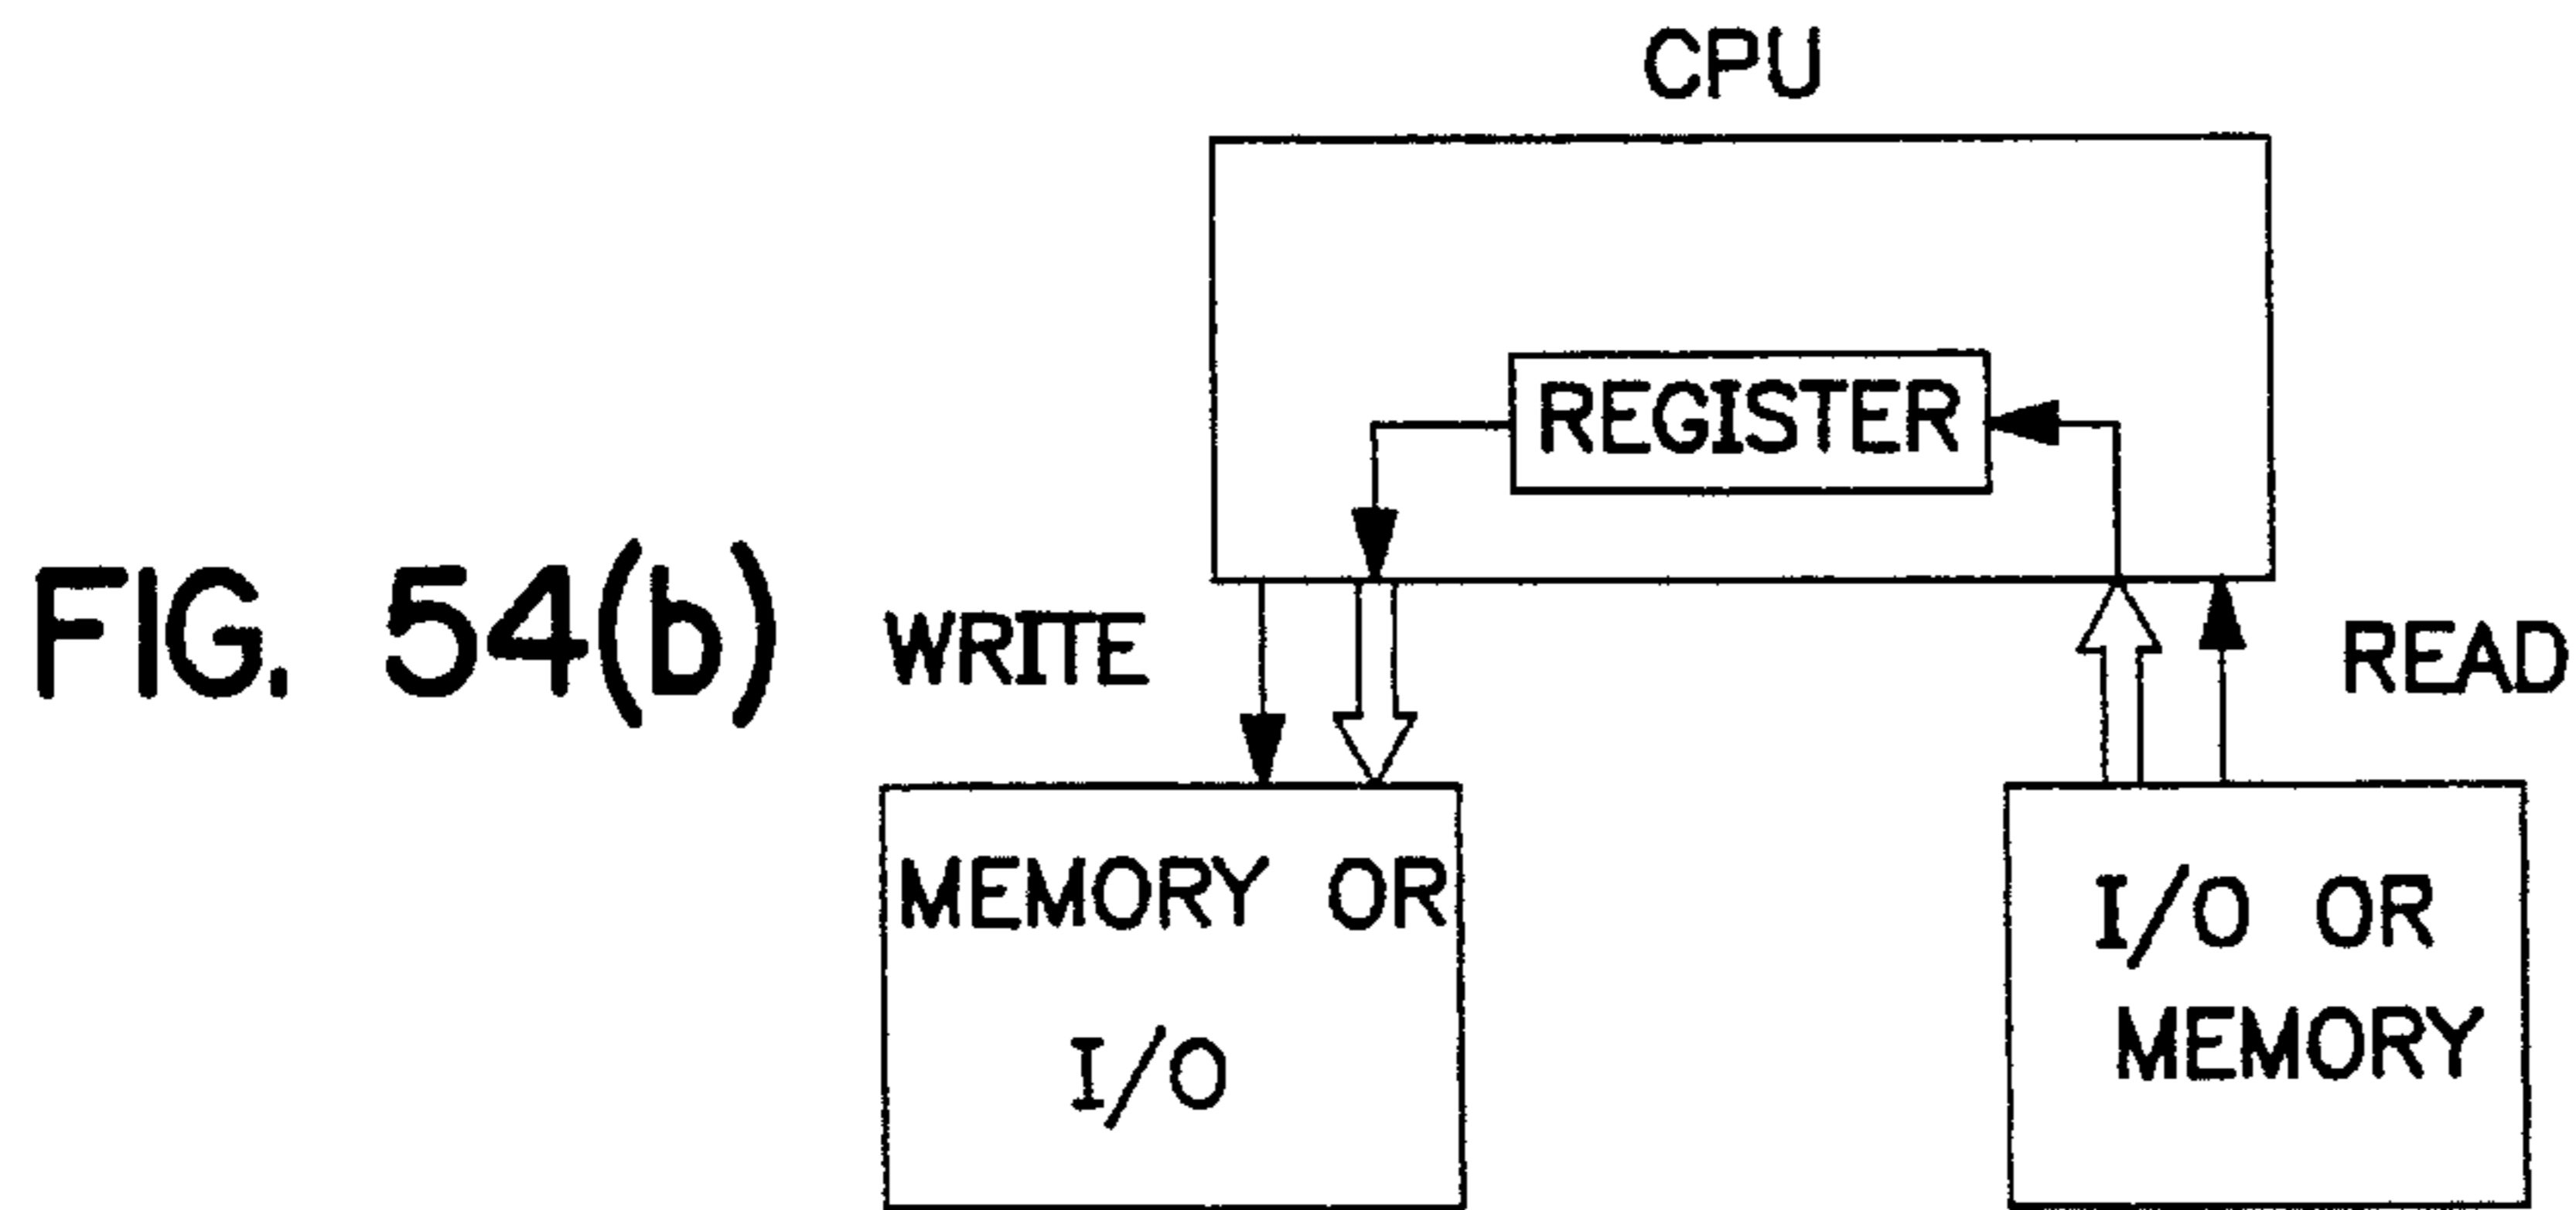 CPU
REGISTER
FIG. 54(b)
WRITE
READ
MEMORY OR
I/O
I/O OR
MEMORY